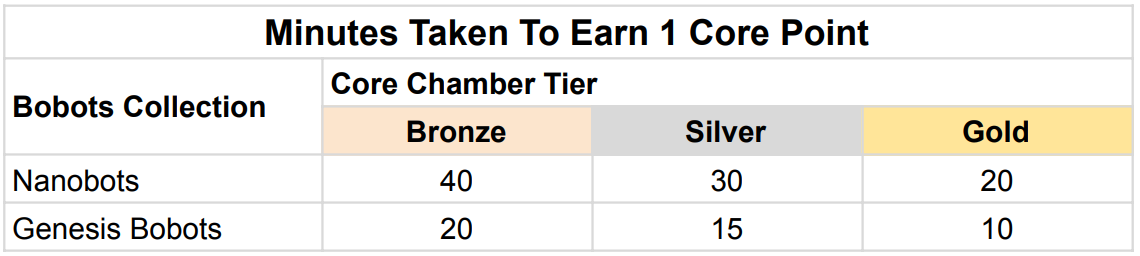 Minutes Taken To Earn 1 Core Point
Bobots Collection
Core Chamber Tier
Bronze Silver Gold
Nanobots 40 30 20
Genesis Bobots 20 15 10